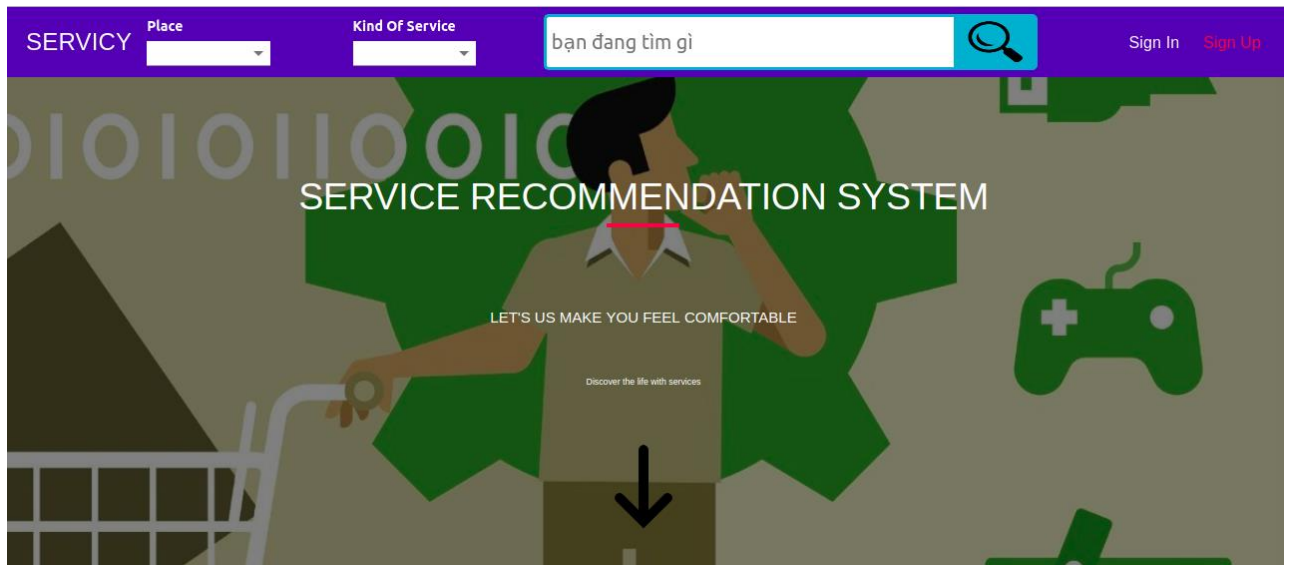 SERVICY
Place
Kind Of Service
bạn đang tìm gì
Sign In
Sign Up
01010110010
SERVICE RECOMMENDATION SYSTEM
LET'S US MAKE YOU FEEL COMFORTABLE
Discover the life with services